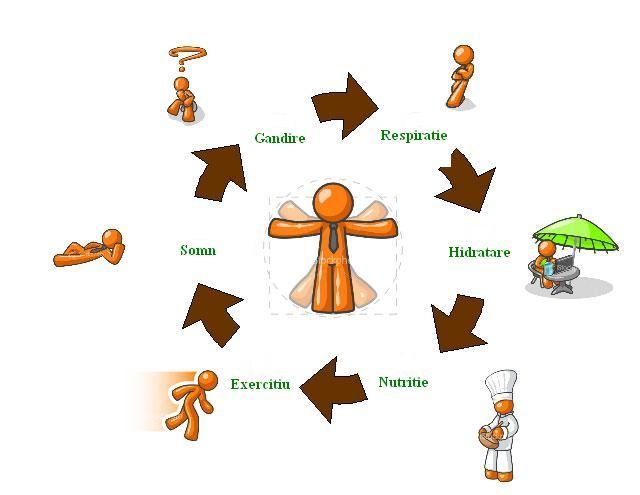 Gandire
Respiratie
Somn
Hidratare
Exercitiu
Nutritie